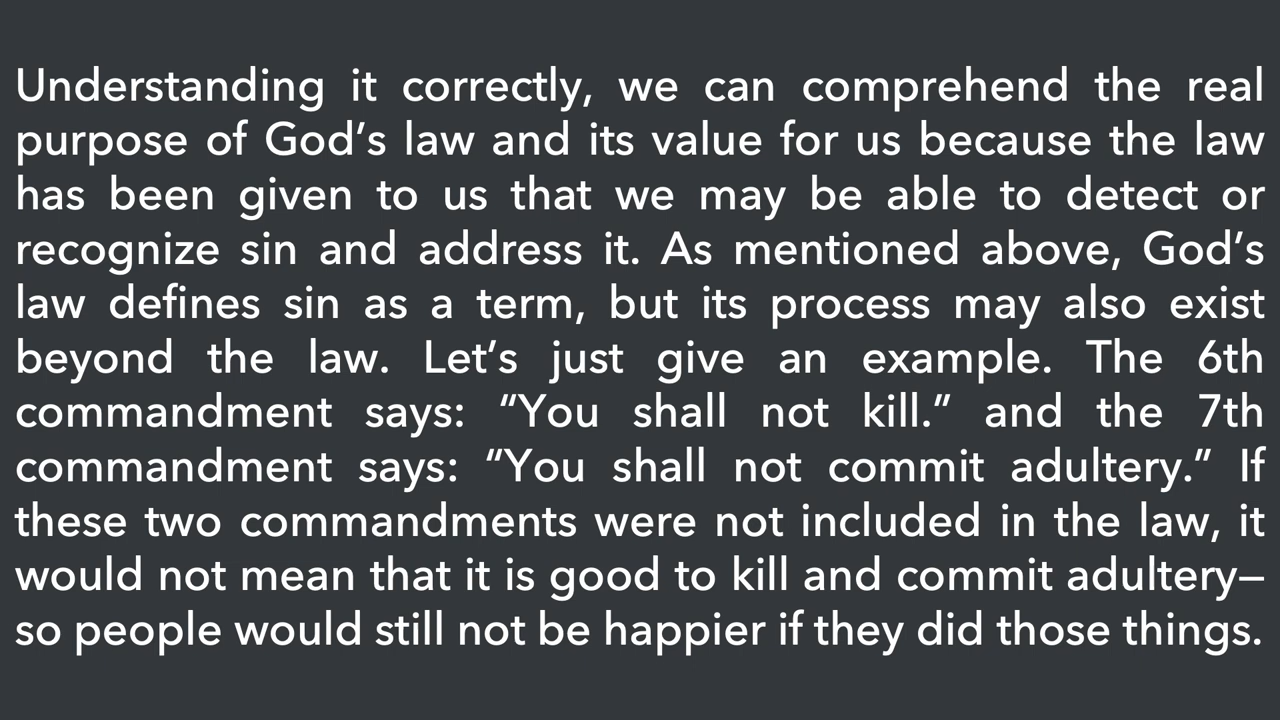 Understanding it correctly, we can comprehend the real
purpose of God’s law and its value for us because the law
has been given to us that we may be able to detect or
recognize sin and address it. As mentioned above, God’s
law defines sin as a term, but its process may also exist
beyond the law. Let’s just give an example. The 6th
commandment says: “You shall not kill.” and the 7th
commandment says: “You shall not commit adultery.” If
these two commandments were not included in the law, it
would not mean that it is good to kill and commit adultery–
so people would still not be happier if they did those things.